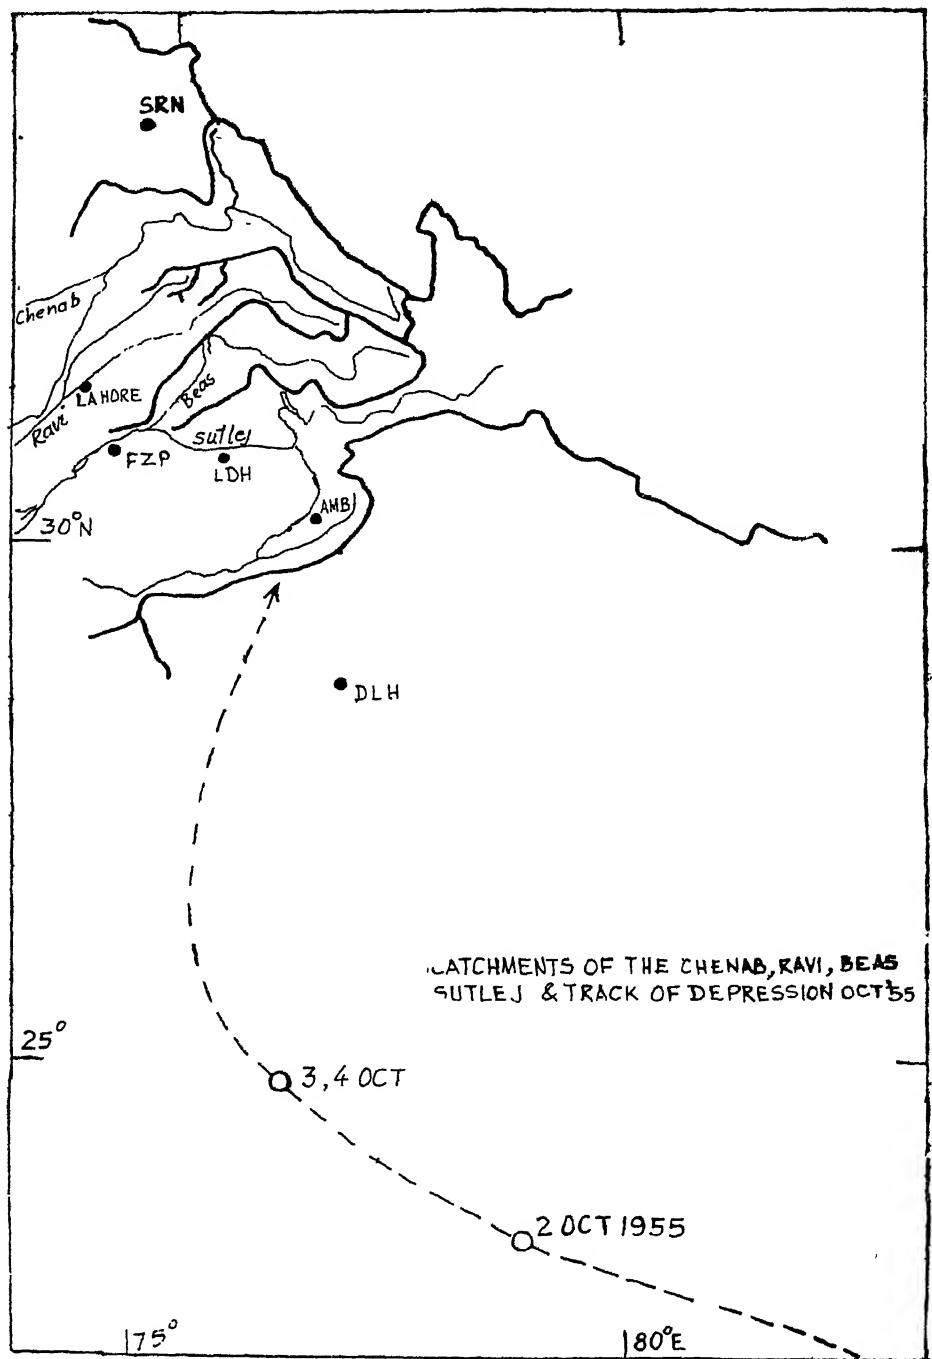 SRN
Chenab
LAHORE
Ravi
Beas
Sutlej
FZP
LDH
AMB
30°N
DLH
CATCHMENTS OF THE CHENAB, RAVI, BEAS
SUTLEJ & TRACK OF DEPRESSION OCT'55
25°
3,4 OCT
2 OCT 1955
75°
80°E